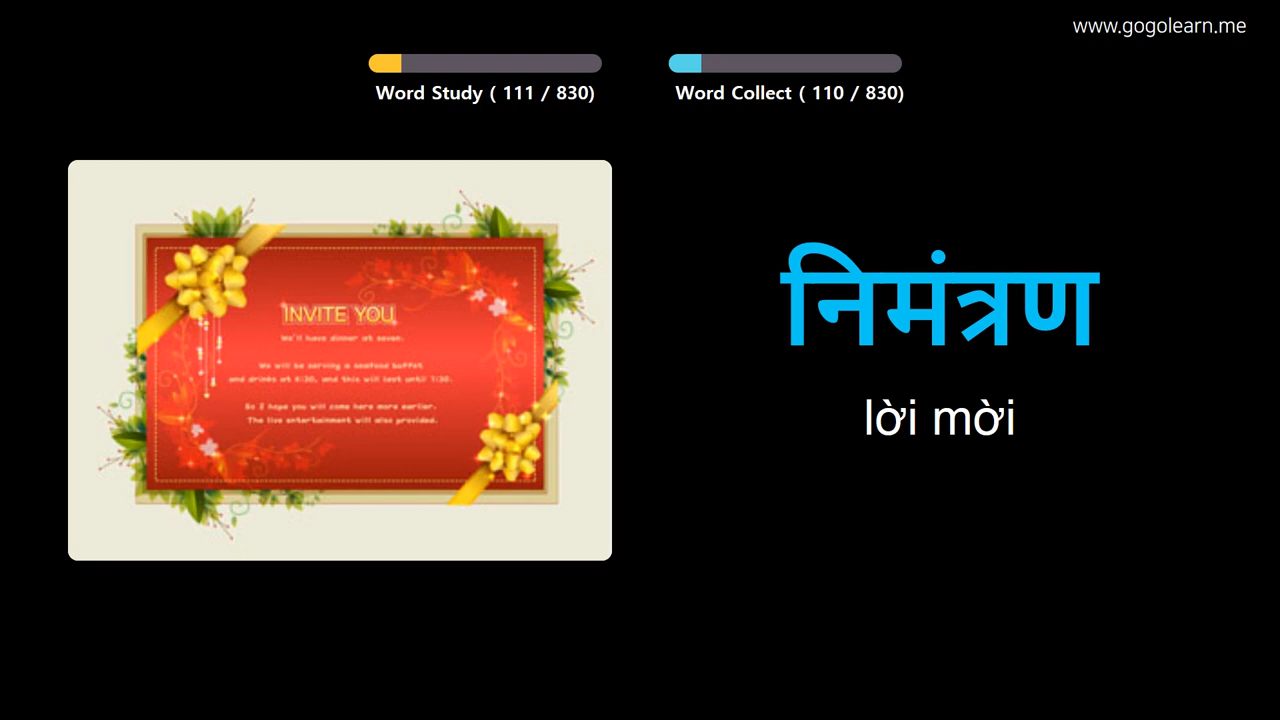 www.gogolearn.me
Word Study ( 111 / 830)
Word Collect ( 110 / 830)
INVITE YOU
We'll have dinner at seven.
We will be serving a seafood buffet
and drinks at 6:30, and this will last until 1:30.
So I hope you will come here more earlier.
The live entertainment will also provided.
निमंत्रण
lời mời